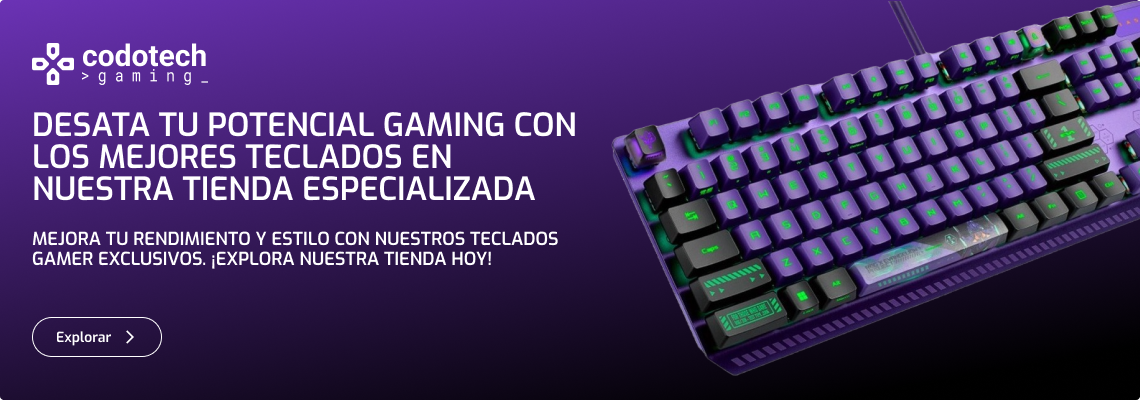 codotech
>gaming_
DESATA TU POTENCIAL GAMING CON
LOS MEJORES TECLADOS EN
NUESTRA TIENDA ESPECIALIZADA
MEJORA TU RENDIMIENTO Y ESTILO CON NUESTROS TECLADOS
GAMER EXCLUSIVOS. ¡EXPLORA NUESTRA TIENDA HOY!
Explorar
Caps
Z X C V B N M